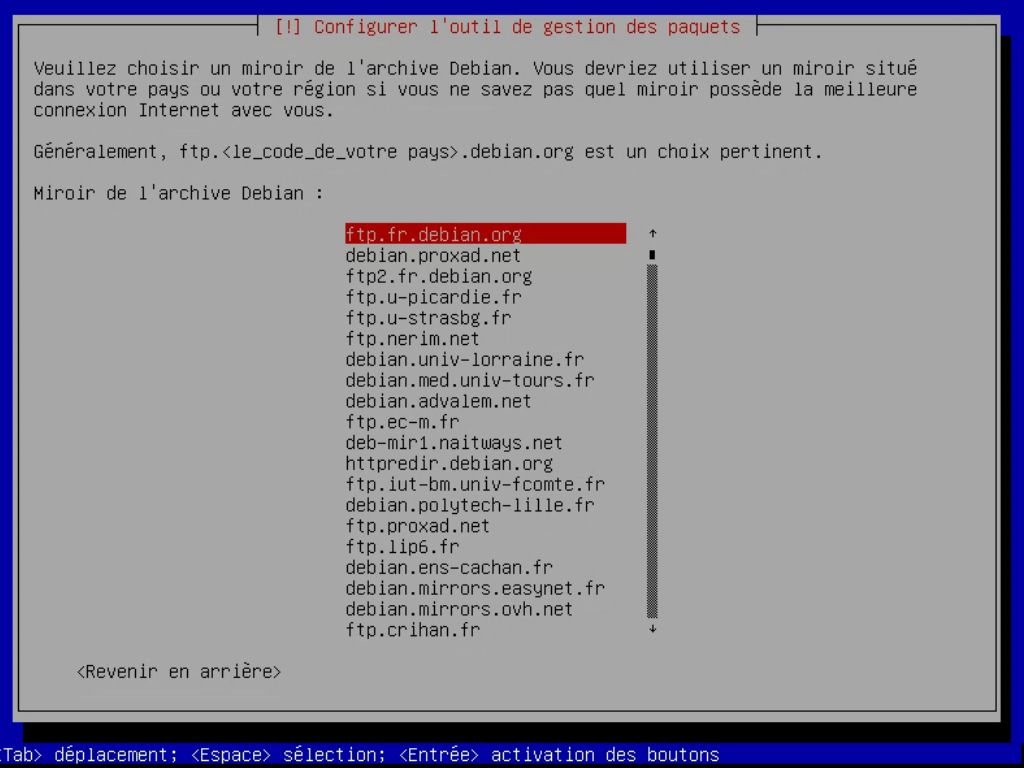 [!] Configurer l'outil de gestion des paquets
Veuillez choisir un miroir de l'archive Debian. Vous devriez utiliser un miroir situé
dans votre pays ou votre région si vous ne savez pas quel miroir possède la meilleure
connexion Internet avec vous.
Généralement, ftp.<le_code_de_votre pays>.debian.org est un choix pertinent.
Miroir de l'archive Debian :
ftp.fr.debian.org
debian.proxad.net
ftp2.fr.debian.org
ftp.u-picardie.fr
ftp.u-strasbg.fr
ftp.nerim.net
debian.univ-lorraine.fr
debian.med.univ-tours.fr
debian.advalem.net
ftp.ec-m.fr
deb-mir1.naitways.net
httpredir.debian.org
ftp.iut-bm.univ-fcomte.fr
debian.polytech-lille.fr
ftp.proxad.net
ftp.lip6.fr
debian.ens-cachan.fr
debian.mirrors.easynet.fr
debian.mirrors.ovh.net
ftp.crihan.fr
<Revenir en arrière>
<Tab> déplacement; <Espace> sélection; <Entrée> activation des boutons